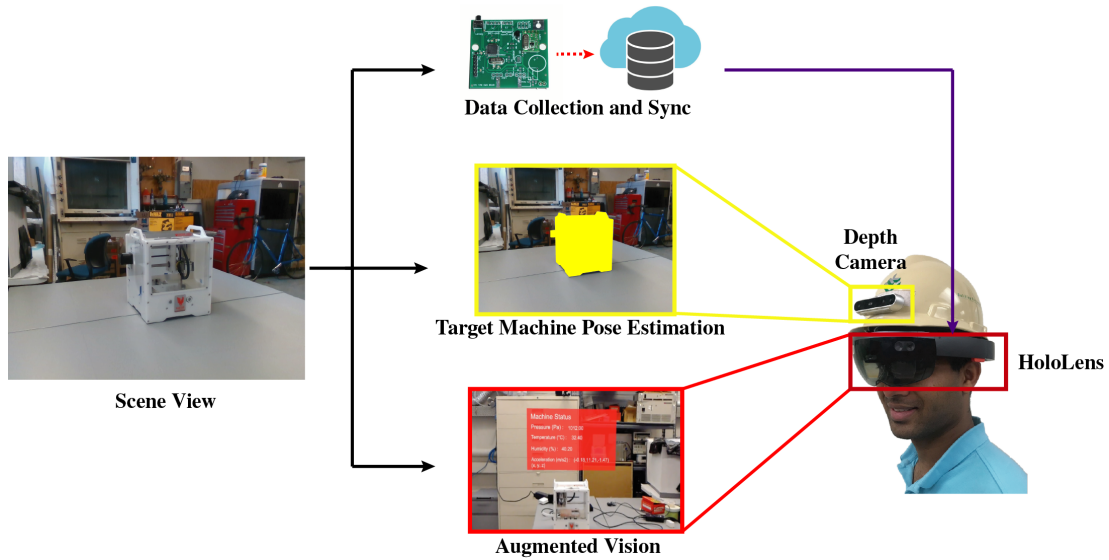 Data Collection and Sync
Depth
Camera
Target Machine Pose Estimation
HoloLens
Scene View
Machine Status
Pressure (Pa) :
Temperature (°C) :
Humidity (%) :
Acceleration (m/s2) :
Augmented Vision